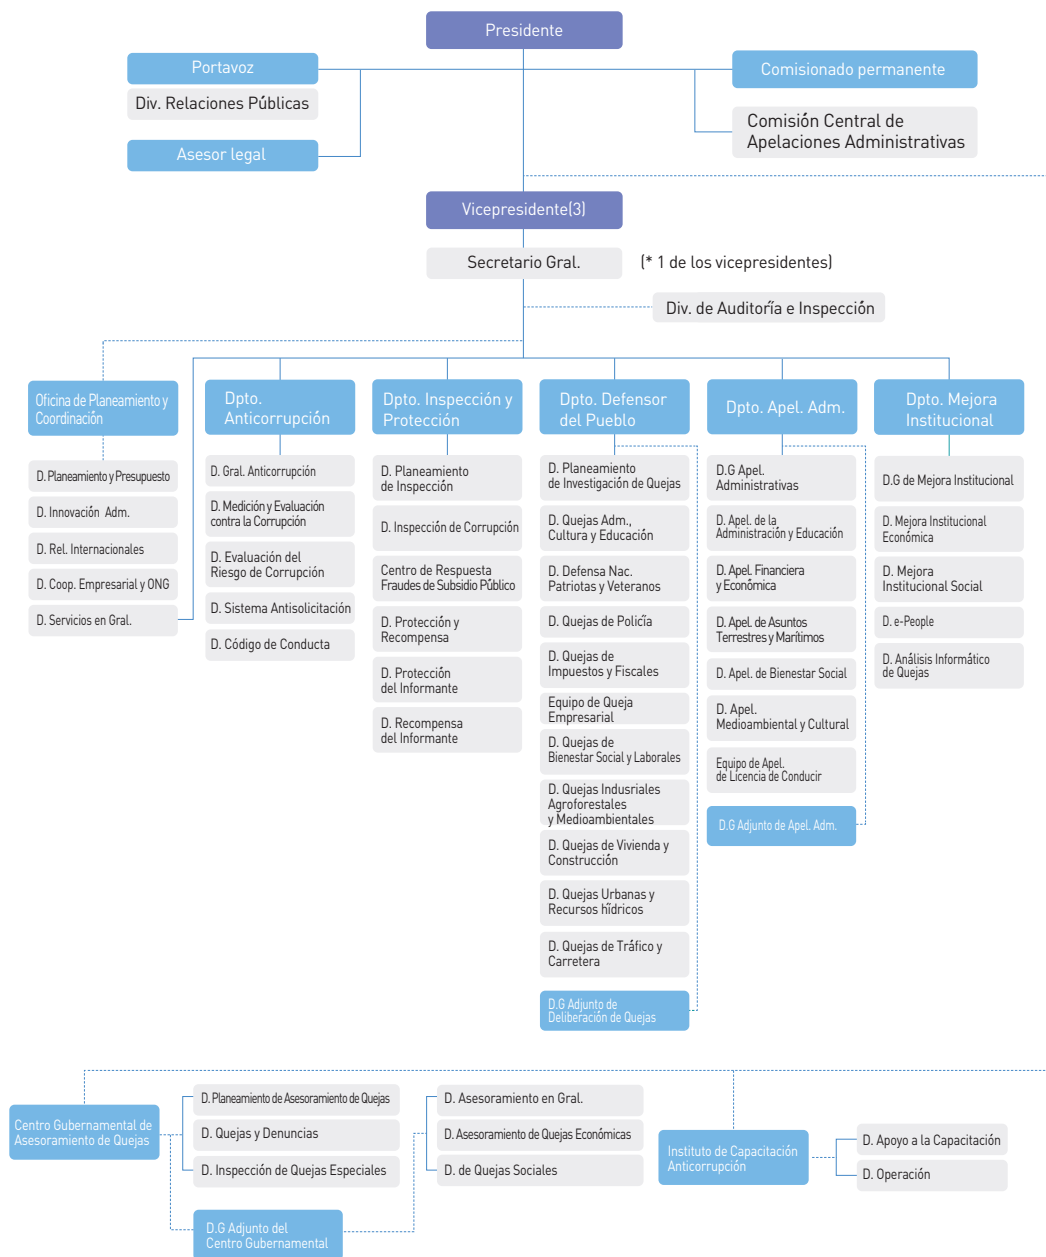 Presidente
Portavoz
Div. Relaciones Públicas
Asesor legal
Comisionado permanente
Comisión Central de
Apelaciones Administrativas
Vicepresidente(3)
Secretario Gral.
(* 1 de los vicepresidentes)
Div. de Auditoría e Inspección
Oficina de Planeamiento y
Coordinación
D. Planeamiento y Presupuesto
D. Innovación Adm.
D. Rel. Internacionales
D. Coop. Empresarial y ONG
D. Servicios en Gral.
Dpto.
Anticorrupción
D. Gral. Anticorrupción
D. Medición y Evaluación
contra la Corrupción
D. Evaluación del
Riesgo de Corrupción
D. Sistema Antisolicitación
D. Código de Conducta
Dpto. Inspección y
Protección
D. Planeamiento
de Inspección
D. Inspección de Corrupción
Centro de Respuesta
Fraudes de Subsidio Público
D. Protección y
Recompensa
D. Protección
del Informante
D. Recompensa
del Informante
Dpto. Defensor
del Pueblo
D. Planeamiento
de Investigación de Quejas
D. Quejas Adm.,
Cultura y Educación
D. Defensa Nac.
Patriotas y Veteranos
D. Quejas de Policïa
D. Quejas de
Impuestos y Fiscales
Equipo de Queja
Empresarial
D. Quejas de
Bienestar Social y Laborales
D. Quejas Indusriales
Agroforestales
y Medioambientales
D. Quejas de Vivienda y
Construcción
D. Quejas Urbanas y
Recursos hïdricos
D. Quejas de Tráfico y
Carretera
D.G Adjunto de
Deliberación de Quejas
Dpto. Apel. Adm.
D.G Apel.
Administrativas
D. Apel. de la
Administración y Educación
D. Apel. Financiera
y Económica
D. Apel. de Asuntos
Terrestres y Marítimos
D. Apel. de Bienestar Social
D. Apel.
Medioambiental y Cultural
Equipo de Apel.
de Licencia de Conducir
D.G Adjunto de Apel. Adm.
Dpto. Mejora
Institucional
D.G de Mejora Institucional
D. Mejora Institucional
Económica
D. Mejora
Institucional Social
D. e-People
D. Análisis Informático
de Quejas
Centro Gubernamental de
Asesoramiento de Quejas
D. Planeamiento de Asesoramiento de Quejas
D. Quejas y Denuncias
D. Inspección de Quejas Especiales
D.G Adjunto del
Centro Gubernamental
D. Asesoramiento en Gral.
D. Asesoramiento de Quejas Económicas
D. de Quejas Sociales
Instituto de Capacitación
Anticorrupción
D. Apoyo a la Capacitación
D. Operación